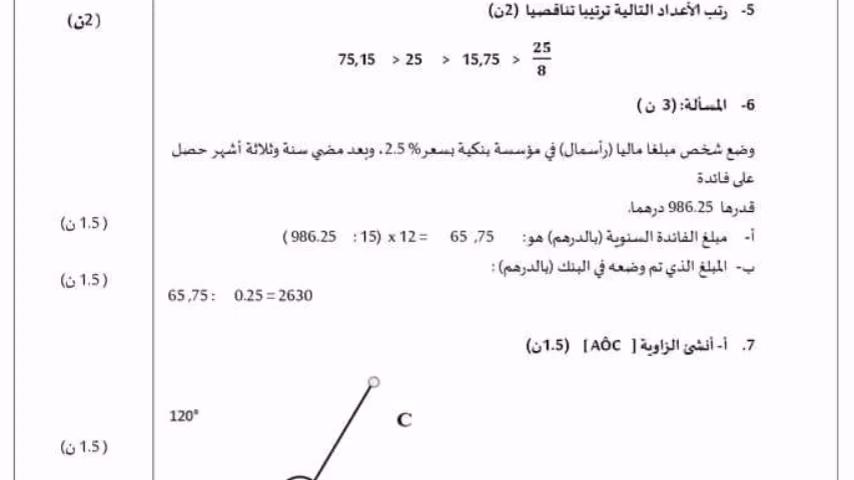 5- رتب الأعداد التالية ترتيبا تناقصيا (2ن)
(2ن)
75,15 > 25 > 15,75 > 25/8
6- المسألة: (3 ن)
وضع شخص مبلغا ماليا (رأسمال) في مؤسسة بنكية بسعر 2.5%، وبعد مضي سنة وثلاثة أشهر حصل
على فائدة
قدرها 986.25 درهما.
(1.5 ن)
أ- مبلغ الفائدة السنوية (بالدرهم) هو: (986.25 : 15) x 12 = 65 ,75
ب- المبلغ الذي تم وضعه في البنك (بالدرهم) :
(1.5 ن)
65 ,75 : 0.25 = 2630
7. أ- أنشئ الزاوية [AÔC ] (1.5ن)
120°
C
(1.5 ن)